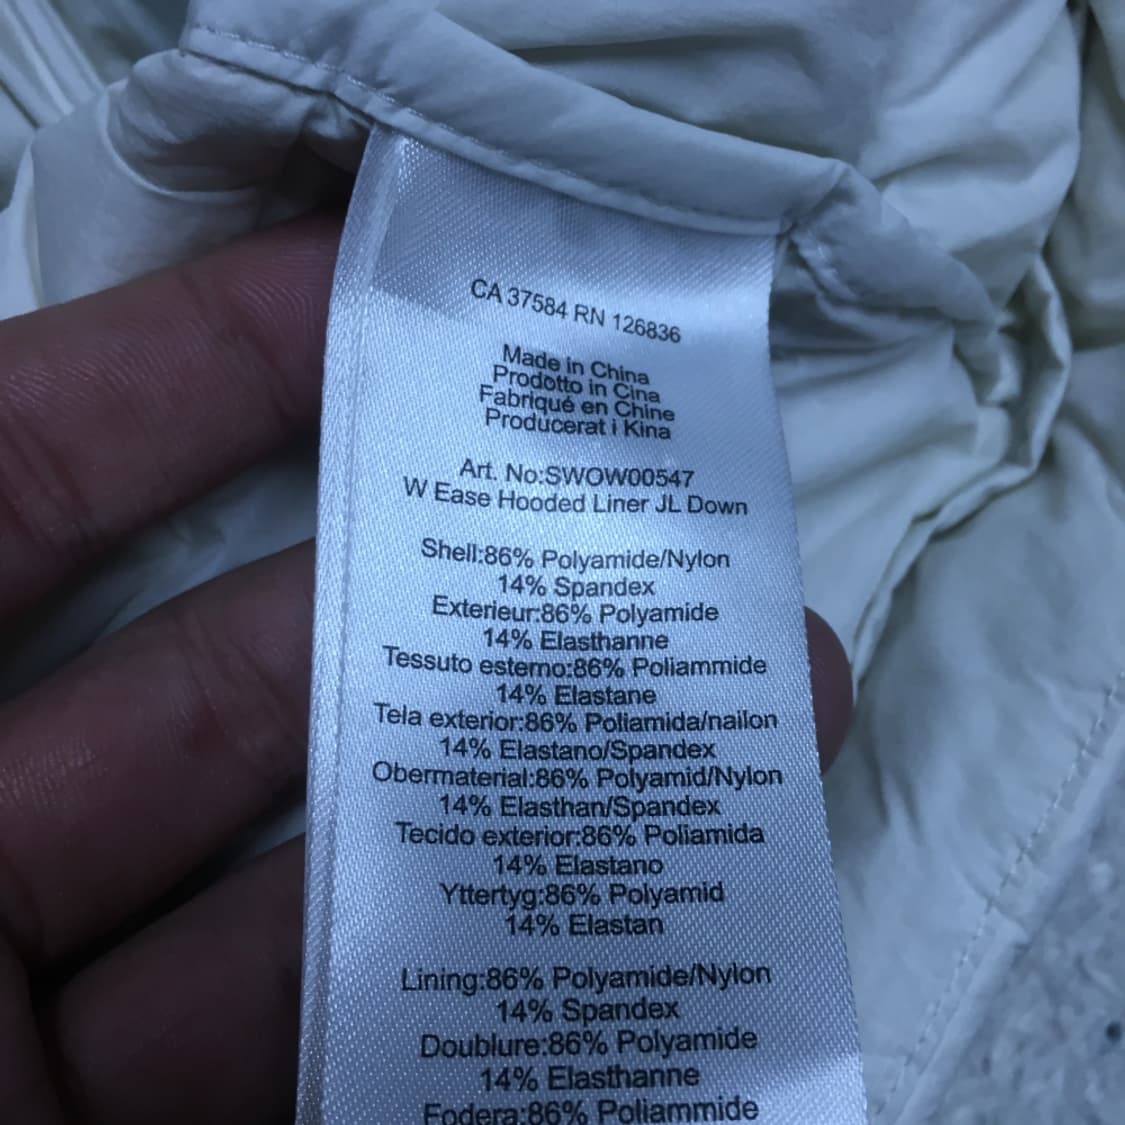 CA 37584 RN 126836
Made in China
Prodotto in Cina
Fabriqué en Chine
Producerat i Kina
Art. No:SWOW00547
W Ease Hooded Liner JL Down
Shell:86% Polyamide/Nylon
14% Spandex
Exterieur:86% Polyamide
14% Elasthanne
Tessuto esterno:86% Poliammide
14% Elastane
Tela exterior:86% Poliamida/nailon
14% Elastano/Spandex
Obermaterial:86% Polyamid/Nylon
14% Elasthan/Spandex
Tecido exterior:86% Poliamida
14% Elastano
Yttertyg:86% Polyamid
14% Elastan
Lining:86% Polyamide/Nylon
14% Spandex
Doublure:86% Polyamide
14% Elasthanne
Fodera:86% Poliammide